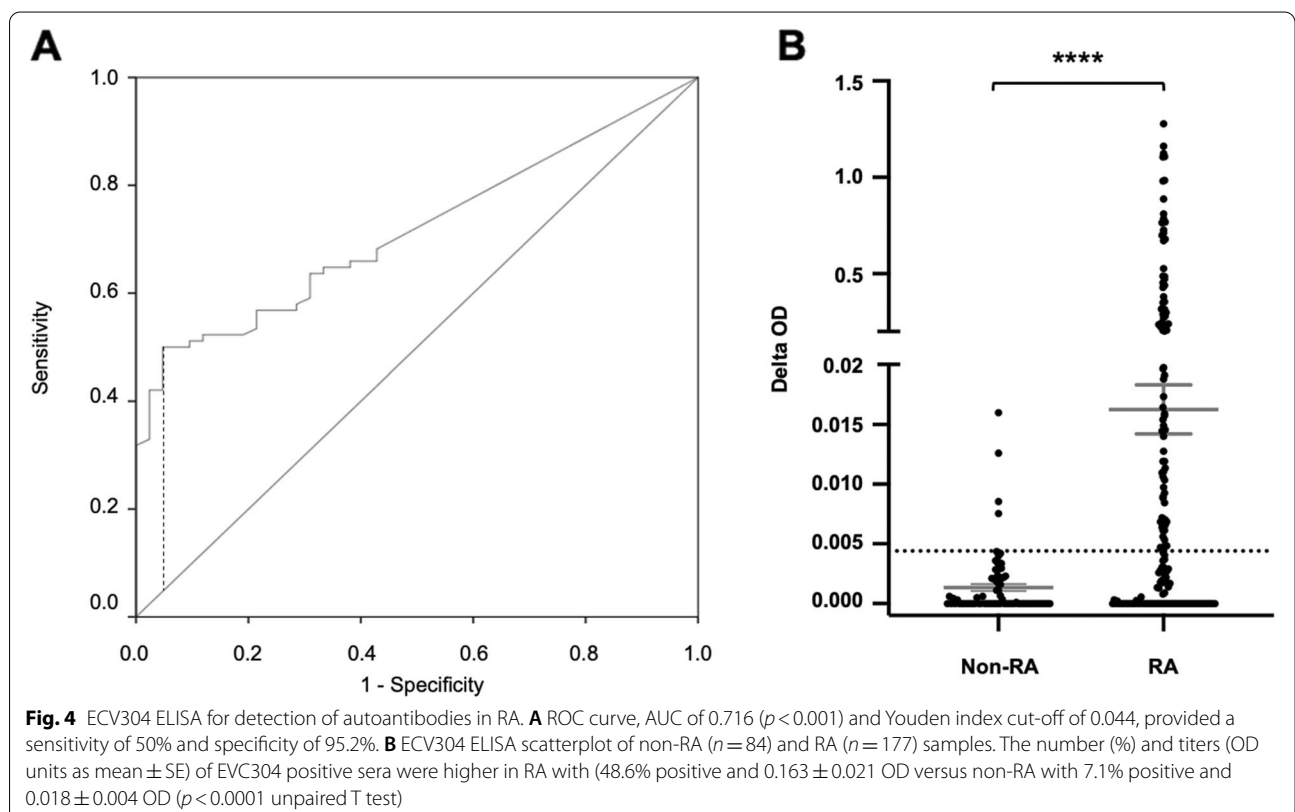 A
1.0
0.8
0.6
0.4
0.2
0.0
Sensitivity
0.0 0.2 0.4 0.6 0.8 1.0
1 - Specificity
B
****
1.5
1.0
0.5
0.02
0.015
0.010
0.005
0.000
Delta OD
Non-RA RA
Fig. 4 ECV304 ELISA for detection of autoantibodies in RA. A ROC curve, AUC of 0.716 (p < 0.001) and Youden index cut-off of 0.044, provided a
sensitivity of 50% and specificity of 95.2%. B ECV304 ELISA scatterplot of non-RA (n = 84) and RA (n = 177) samples. The number (%) and titers (OD
units as mean ± SE) of EVC304 positive sera were higher in RA with (48.6% positive and 0.163 ± 0.021 OD versus non-RA with 7.1% positive and
0.018 ± 0.004 OD (p < 0.0001 unpaired T test)